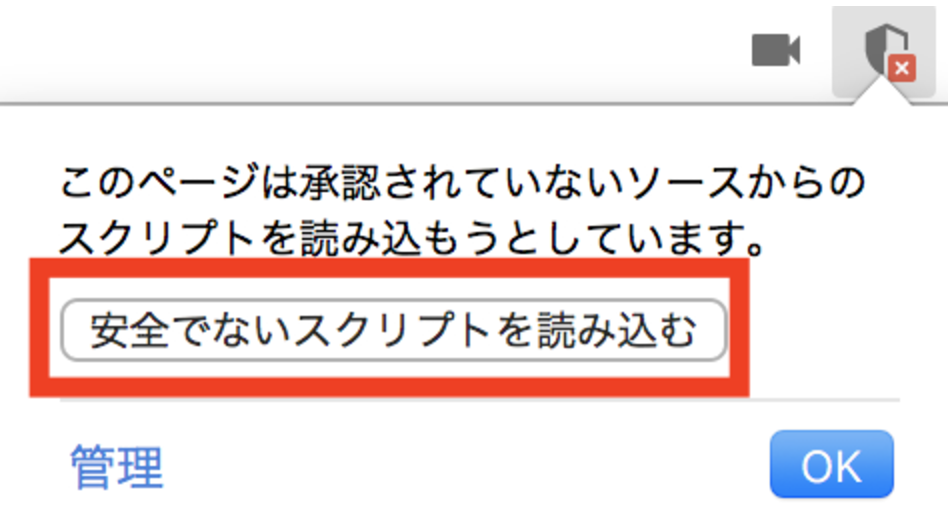 このページは承認されていないソースからの
スクリプトを読み込もうとしています。
安全でないスクリプトを読み込む
管理
OK